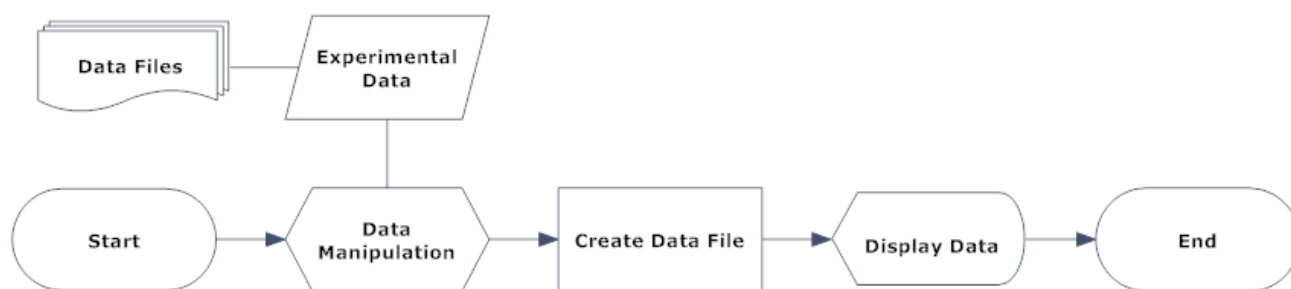 Data Files
Experimental
Data
Start
Data
Manipulation
Create Data File
Display Data
End